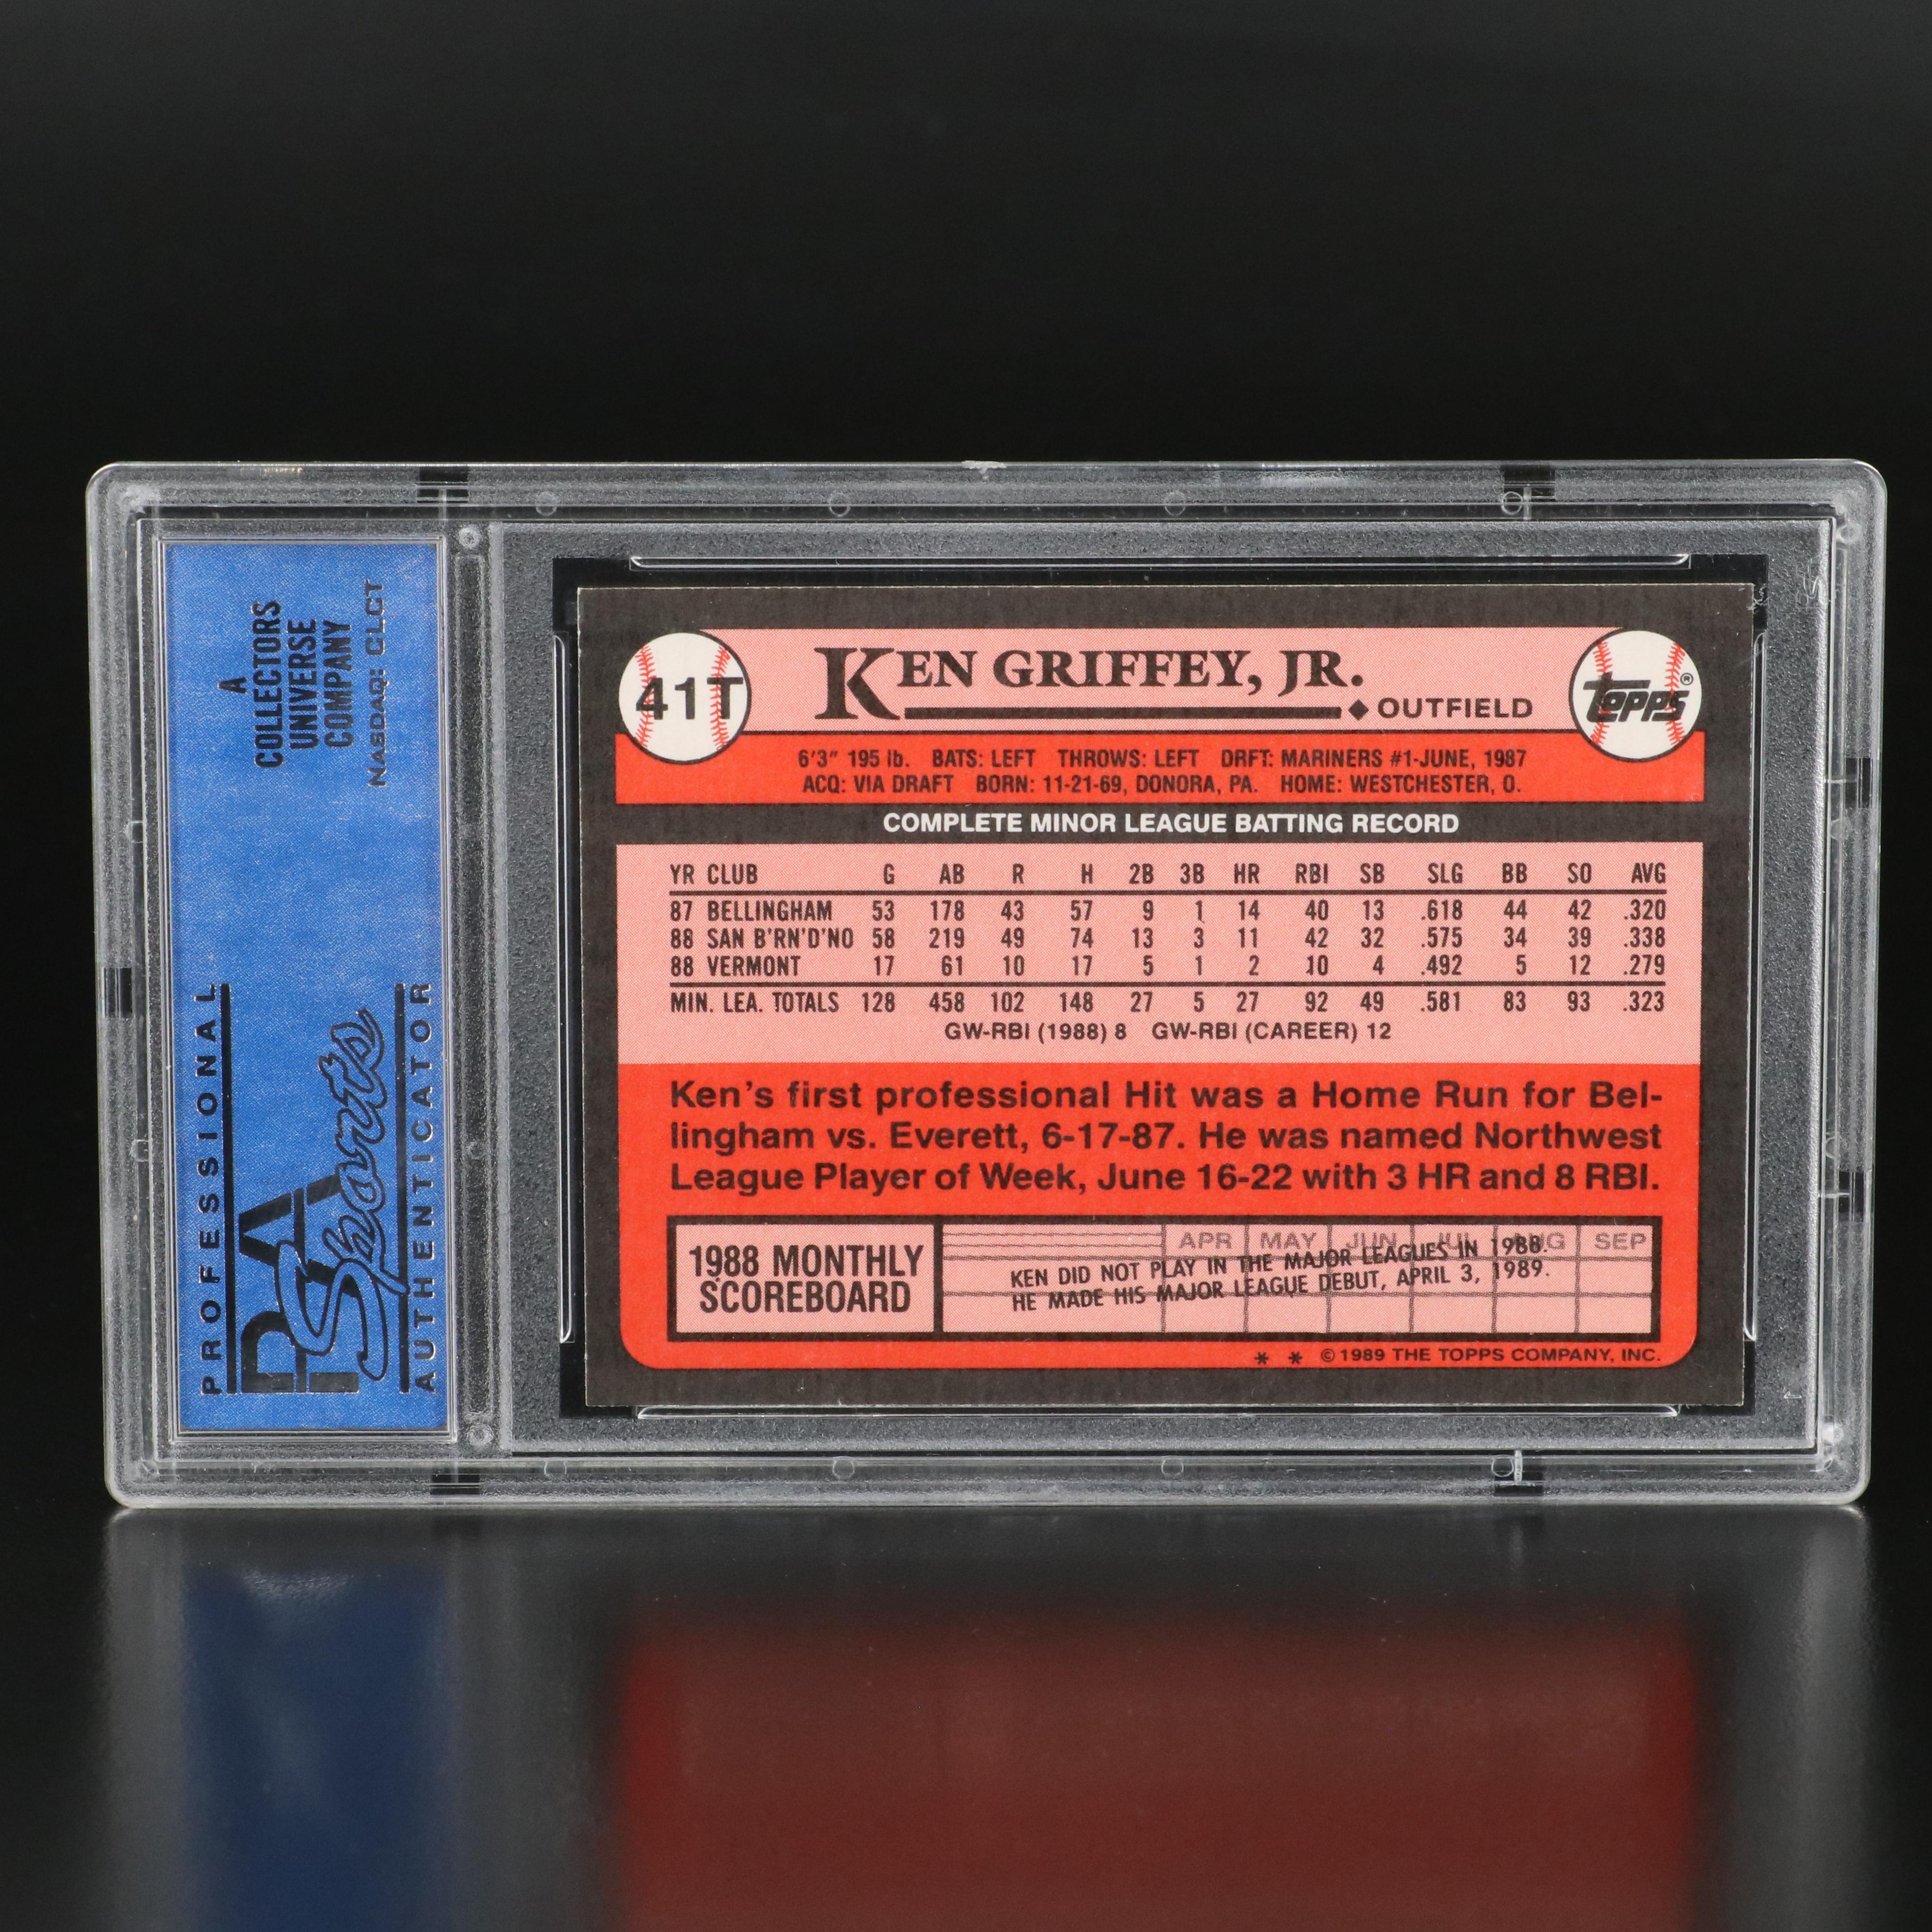 A
COLLECTORS
UNIVERSE
COMPANY
NASDAQ: CLCT
PROFESSIONAL
PSA
Sports
AUTHENTICATOR
41T
KEN GRIFFEY, JR.
◆ OUTFIELD
TOPPS®
6'3" 195 lb. BATS: LEFT THROWS: LEFT DRFT: MARINERS #1-JUNE, 1987
ACQ: VIA DRAFT BORN: 11-21-69, DONORA, PA. HOME: WESTCHESTER, O.
COMPLETE MINOR LEAGUE BATTING RECORD
YR CLUB G AB R H 2B 3B HR RBI SB SLG BB SO AVG
87 BELLINGHAM 53 178 43 57 9 1 14 40 13 .618 44 42 .320
88 SAN B'RN'D'NO 58 219 49 74 13 3 11 42 32 .575 34 39 .338
88 VERMONT 17 61 10 17 5 1 2 10 4 .492 5 12 .279
MIN. LEA. TOTALS 128 458 102 148 27 5 27 92 49 .581 83 93 .323
GW-RBI (1988) 8 GW-RBI (CAREER) 12
Ken's first professional Hit was a Home Run for Bel-
lingham vs. Everett, 6-17-87. He was named Northwest
League Player of Week, June 16-22 with 3 HR and 8 RBI.
1988 MONTHLY
SCOREBOARD
APR MAY JUN JUL AUG SEP
KEN DID NOT PLAY IN THE MAJOR LEAGUES IN 1988.
HE MADE HIS MAJOR LEAGUE DEBUT, APRIL 3, 1989.
* * © 1989 THE TOPPS COMPANY, INC.